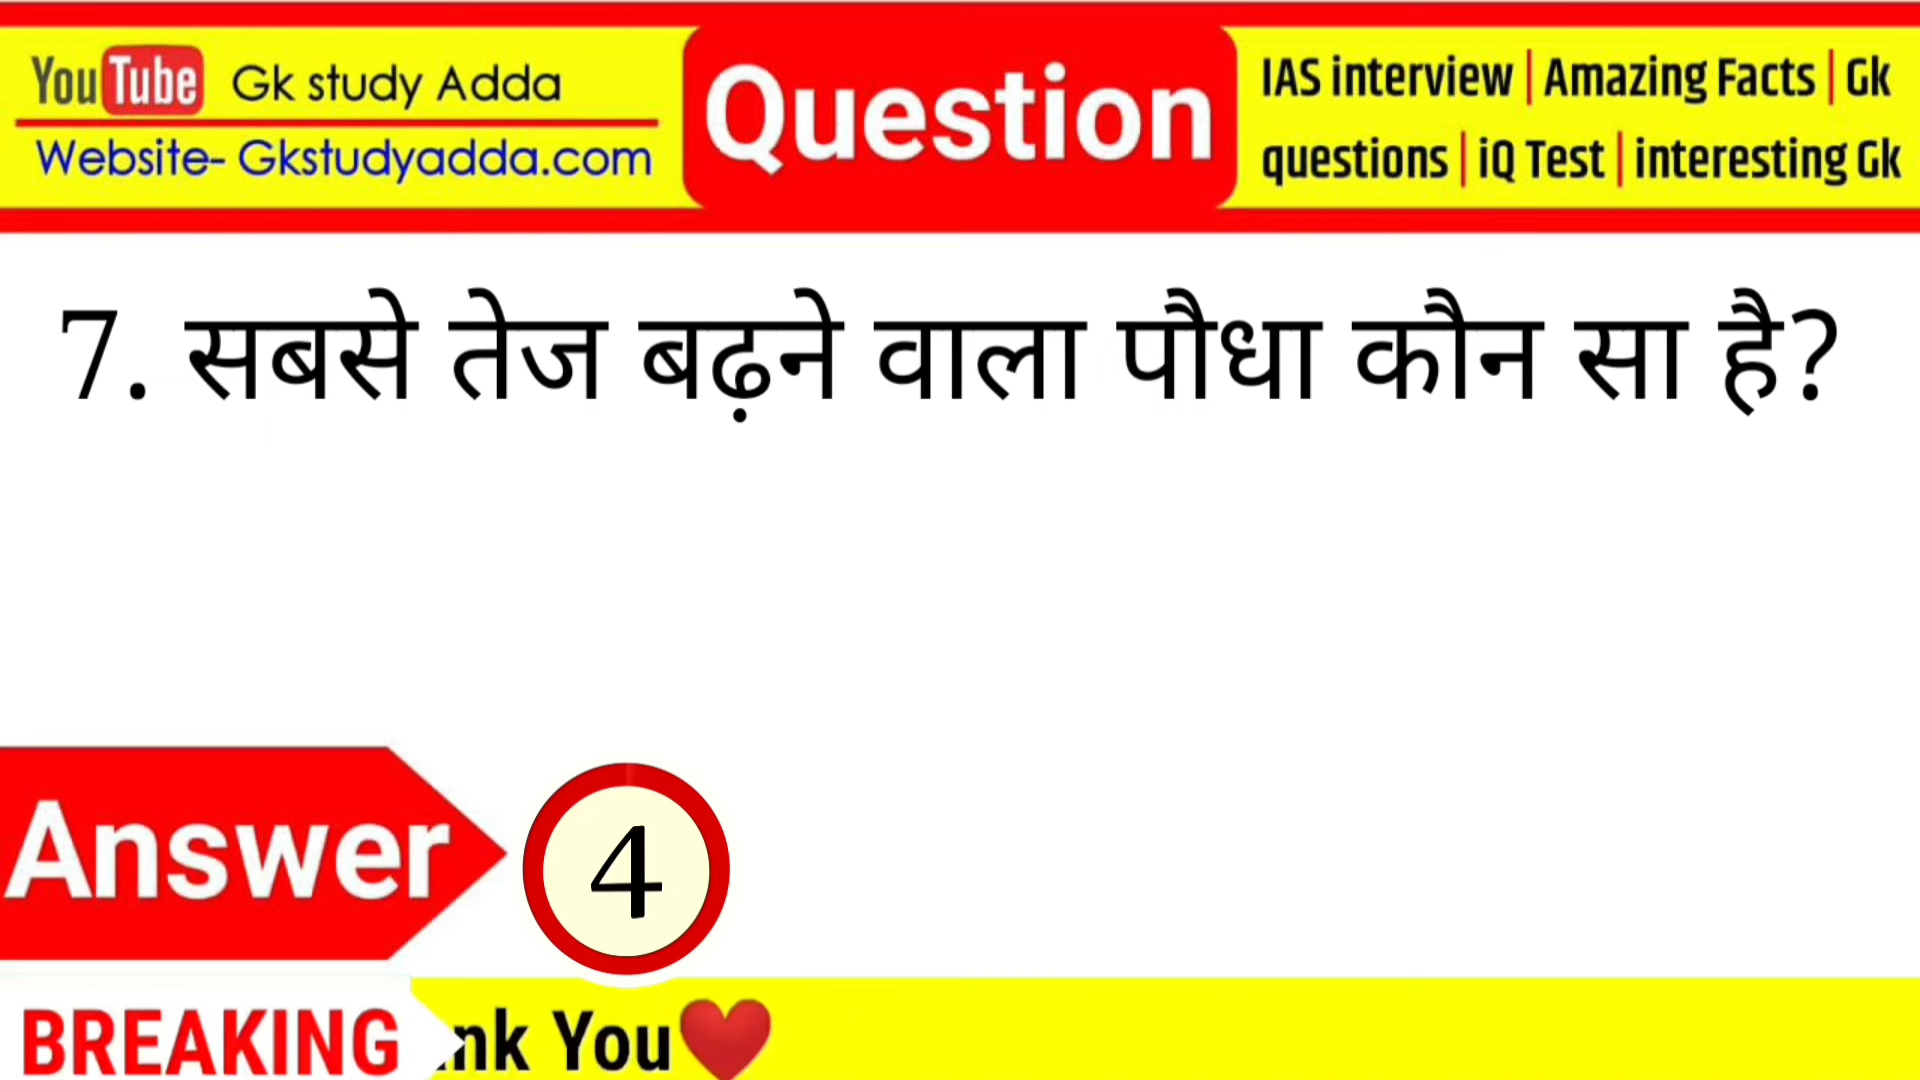 YouTube Gk study Adda
Website- Gkstudyadda.com
Question
IAS interview | Amazing Facts | Gk
questions | iQ Test | interesting Gk
7. सबसे तेज बढ़ने वाला पौधा कौन सा है?
Answer
4
BREAKING
You